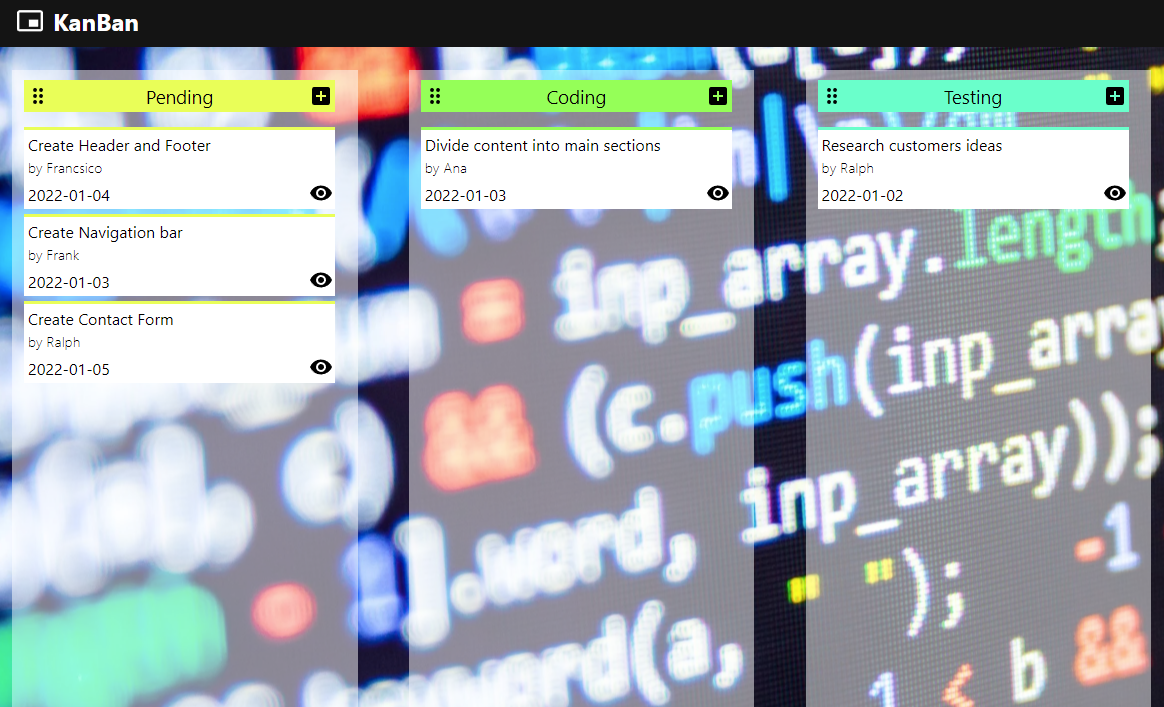 KanBan
Pending
Create Header and Footer
by Francsico
2022-01-04
Create Navigation bar
by Frank
2022-01-03
Create Contact Form
by Ralph
2022-01-05
Coding
Divide content into main sections
by Ana
2022-01-03
Testing
Research customers ideas
by Ralph
2022-01-02
inp_array.length
&& (c.push(inp_array
].word, inp_array));
word(a, " ");
-1
1 < b &&